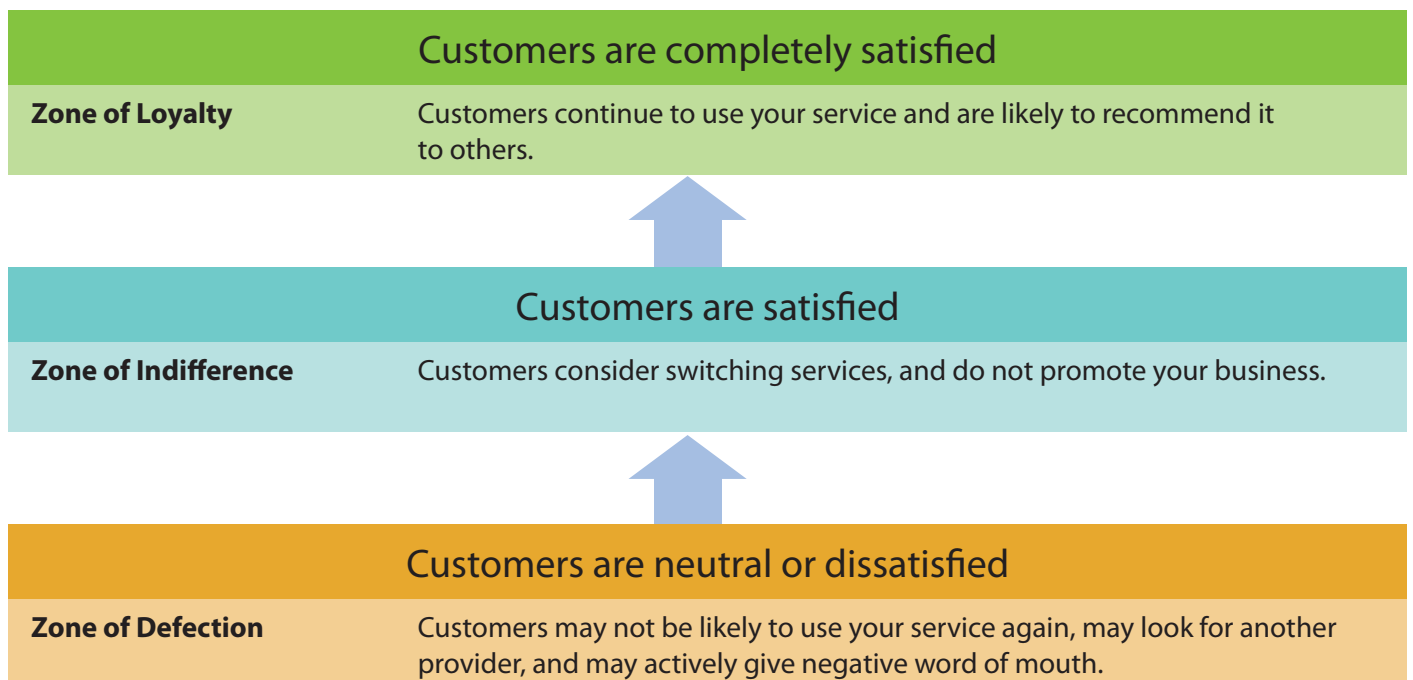 Customers are completely satisfied
Zone of Loyalty
Customers continue to use your service and are likely to recommend it
to others.
Customers are satisfied
Zone of Indifference
Customers consider switching services, and do not promote your business.
Customers are neutral or dissatisfied
Zone of Defection
Customers may not be likely to use your service again, may look for another
provider, and may actively give negative word of mouth.